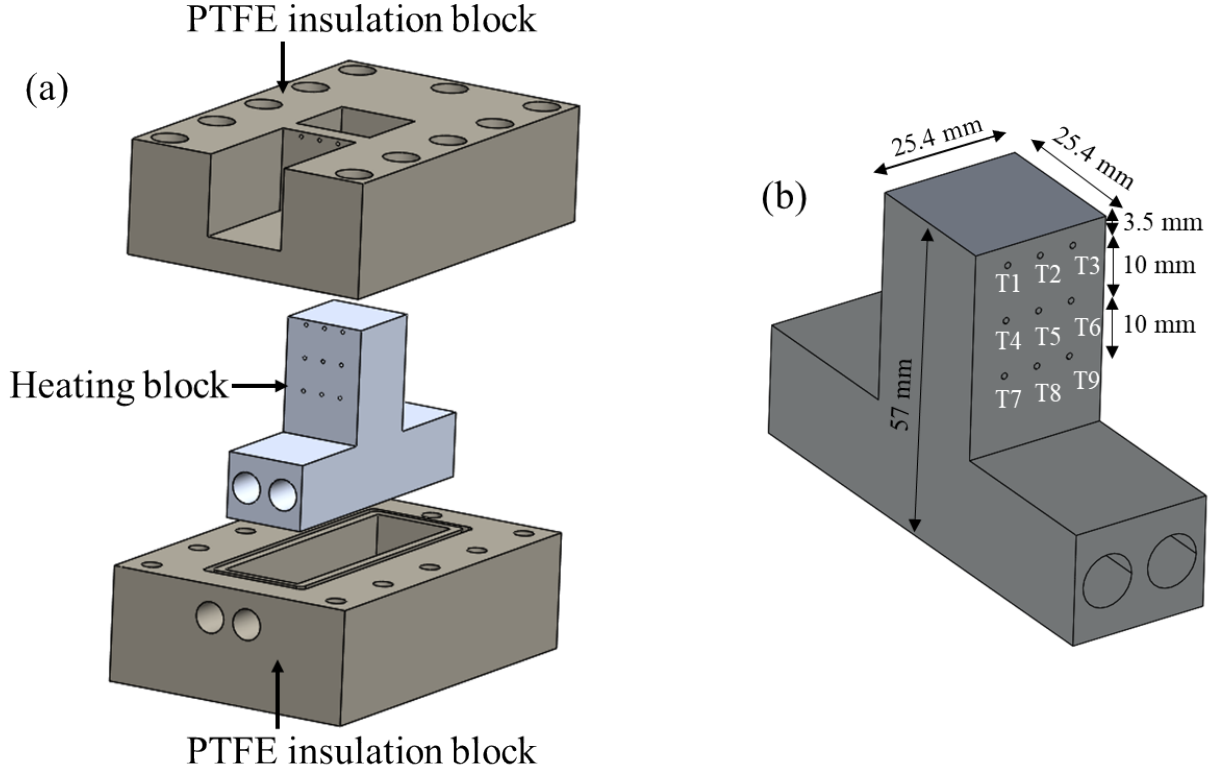 PTFE insulation block
(a)
Heating block
PTFE insulation block
(b)
25.4 mm
25.4 mm
3.5 mm
10 mm
10 mm
57 mm
T1 T2 T3
T4 T5 T6
T7 T8 T9